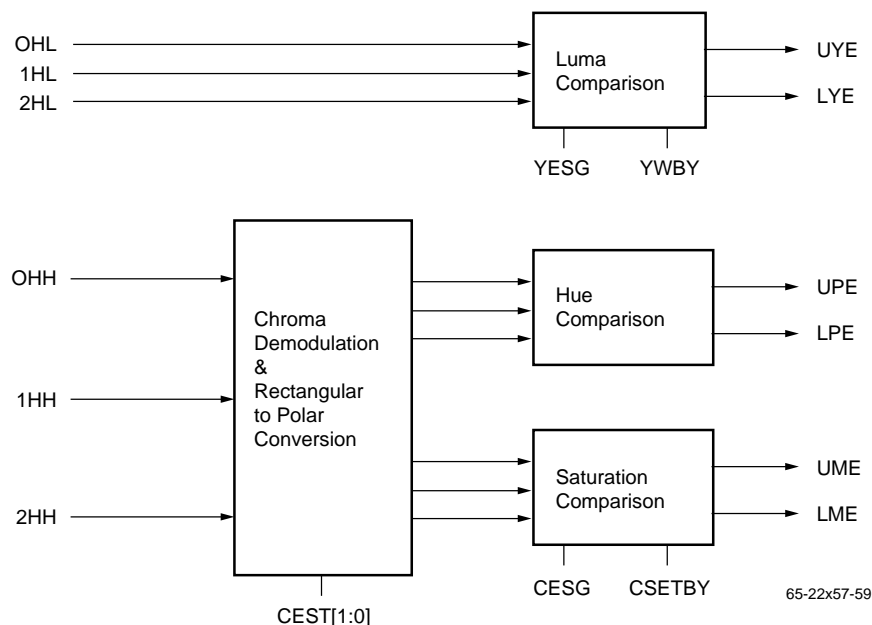 OHL
1HL
2HL
Luma
Comparison
UYE
LYE
YESG
YWBY
OHH
1HH
2HH
Chroma
Demodulation
&
Rectangular
to Polar
Conversion
CEST[1:0]
Hue
Comparison
UPE
LPE
Saturation
Comparison
UME
LME
CESG
CSETBY
65-22x57-59